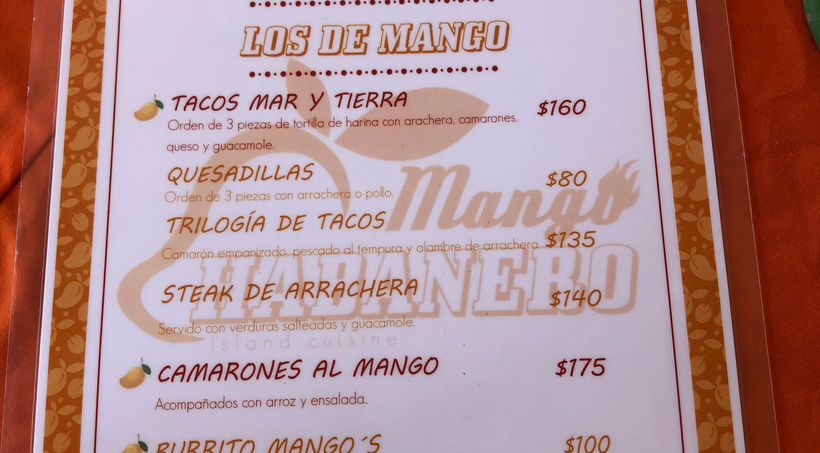 LOS DE MANGO
TACOS MAR Y TIERRA $160
Orden de 3 piezas de tortilla de harina con arachera, camarones,
queso y guacamole.
QUESADILLAS $80
Orden de 3 piezas con arrachera o pollo.
TRILOGÍA DE TACOS $135
Camarón empanizado, pescado al tempura y alambre de arrachera.
STEAK DE ARRACHERA $140
Servido con verduras salteadas y guacamole.
CAMARONES AL MANGO $175
Acompañados con arroz y ensalada.
BURRITO MANGO´S $100
Mango
HABANERO
island cuisine